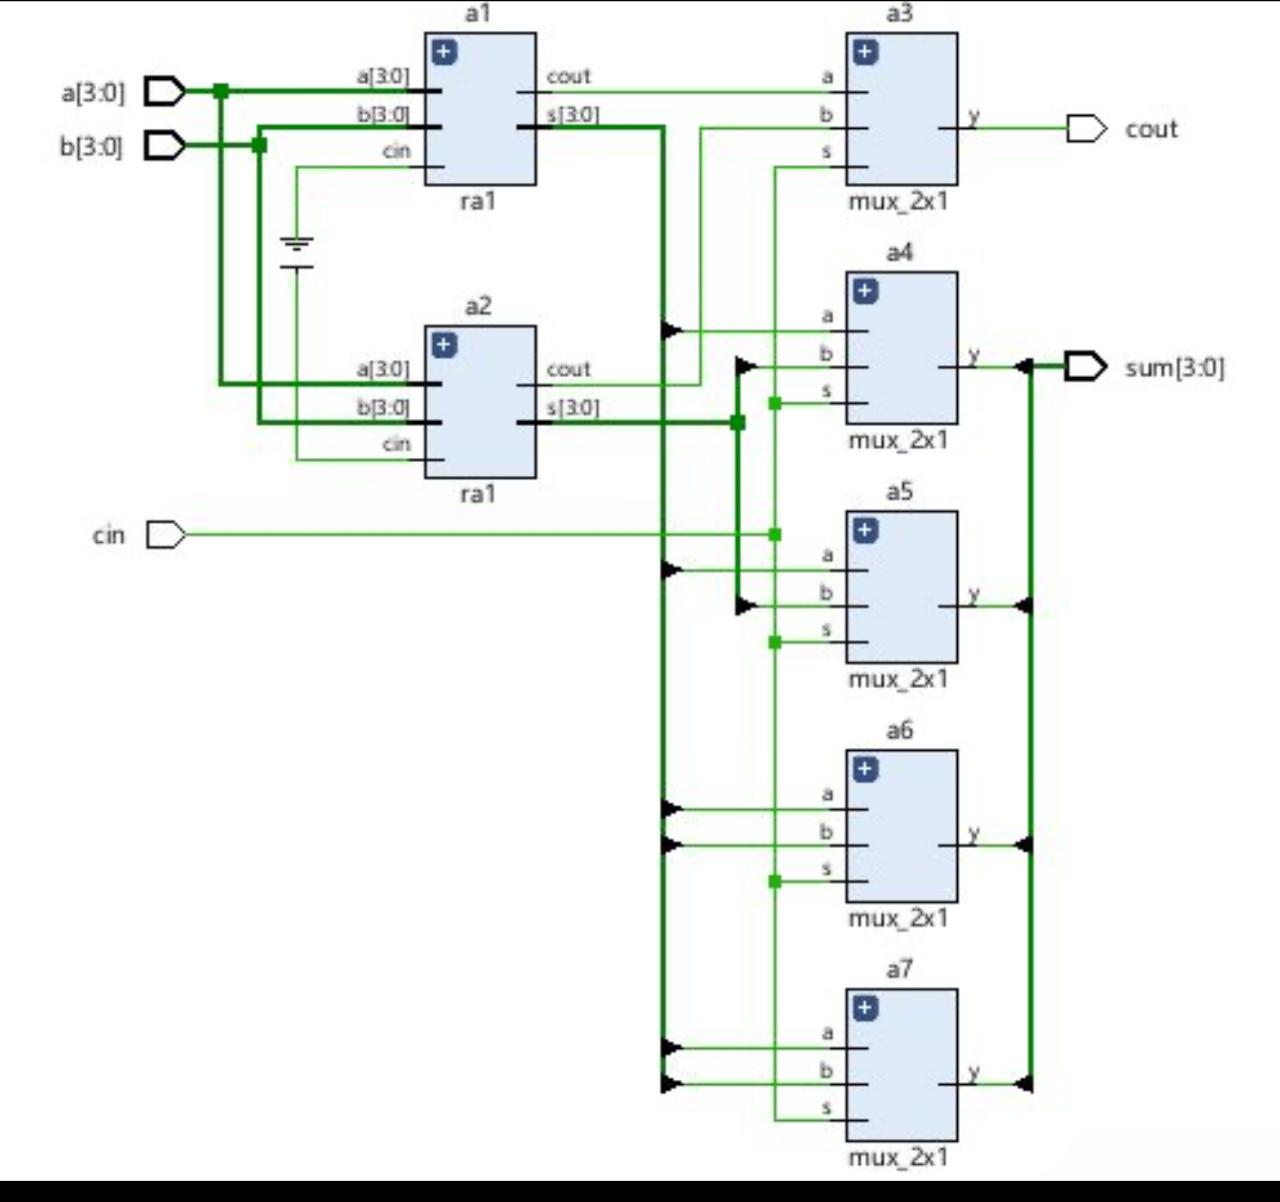 a1
a[3:0]
b[3:0]
cin
cout
s[3:0]
ra1
a[3:0]
b[3:0]
a2
a[3:0]
b[3:0]
cin
cout
s[3:0]
ra1
cin
a3
a
b
s
y
mux_2x1
cout
a4
a
b
s
y
mux_2x1
sum[3:0]
a5
a
b
s
y
mux_2x1
a6
a
b
s
y
mux_2x1
a7
a
b
s
y
mux_2x1